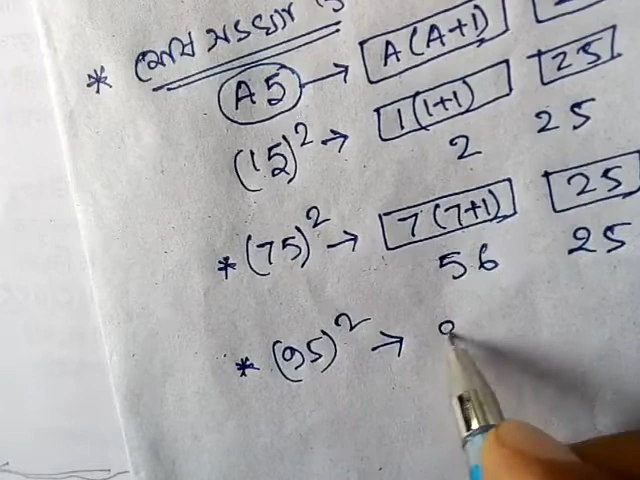 * শেষ সংখ্যা
A5 → A(A+1)
(15)² → 1(1+1) 25
2 25
* (75)² → 7(7+1) 25
56 25
* (95)² → 9